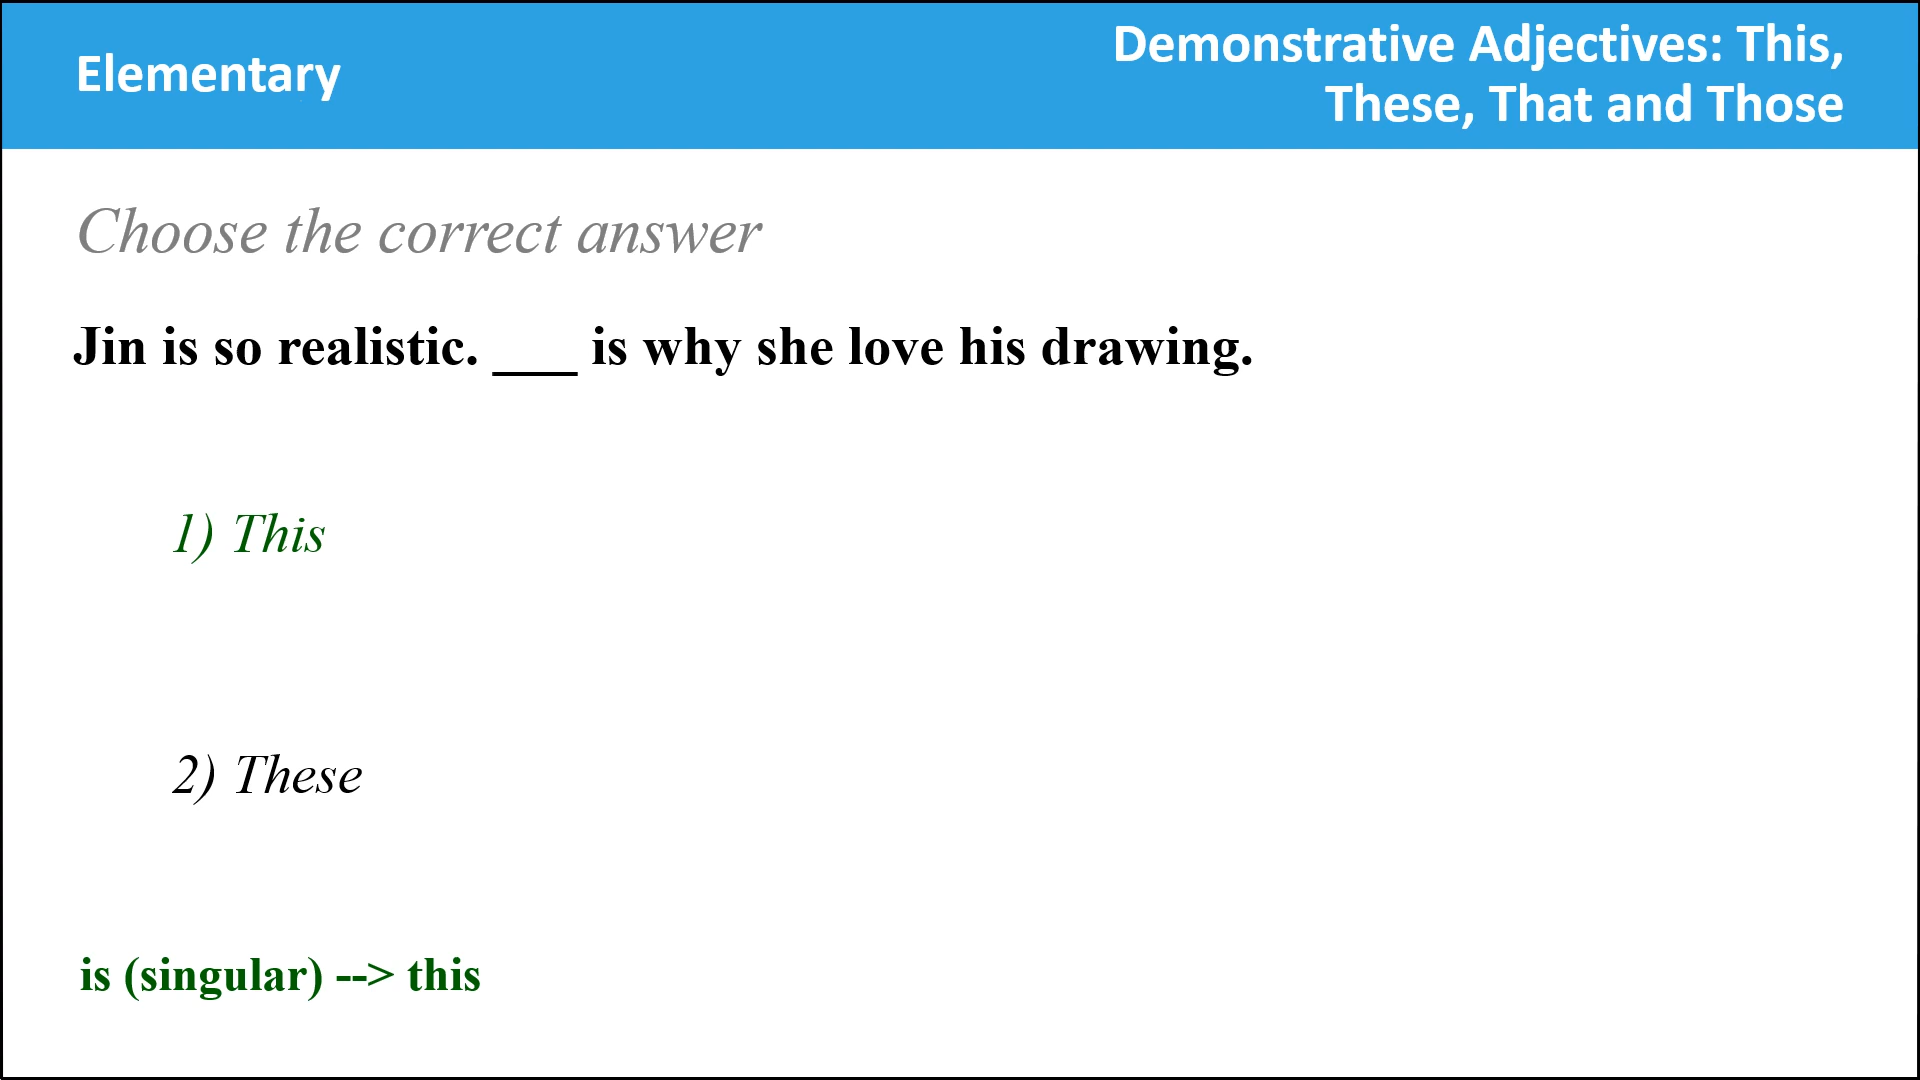 Elementary
Demonstrative Adjectives: This,
These, That and Those
Choose the correct answer
Jin is so realistic. ___ is why she love his drawing.
1) This
2) These
is (singular) --> this